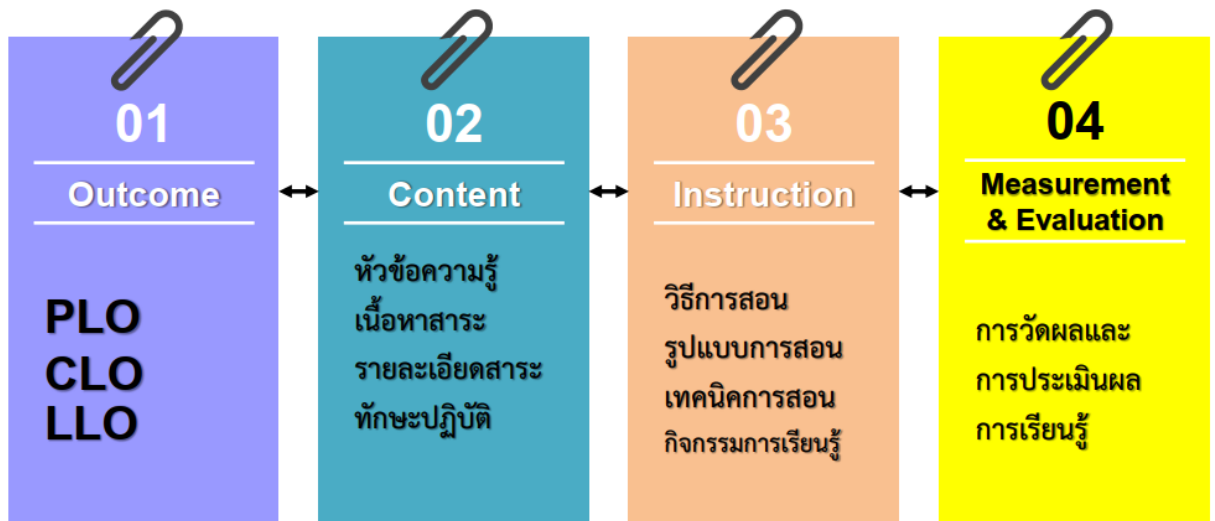 01
Outcome
PLO
CLO
LLO
02
Content
หัวข้อความรู้
เนื้อหาสาระ
รายละเอียดสาระ
ทักษะปฏิบัติ
03
Instruction
วิธีการสอน
รูปแบบการสอน
เทคนิคการสอน
กิจกรรมการเรียนรู้
04
Measurement
& Evaluation
การวัดผลและ
การประเมินผล
การเรียนรู้